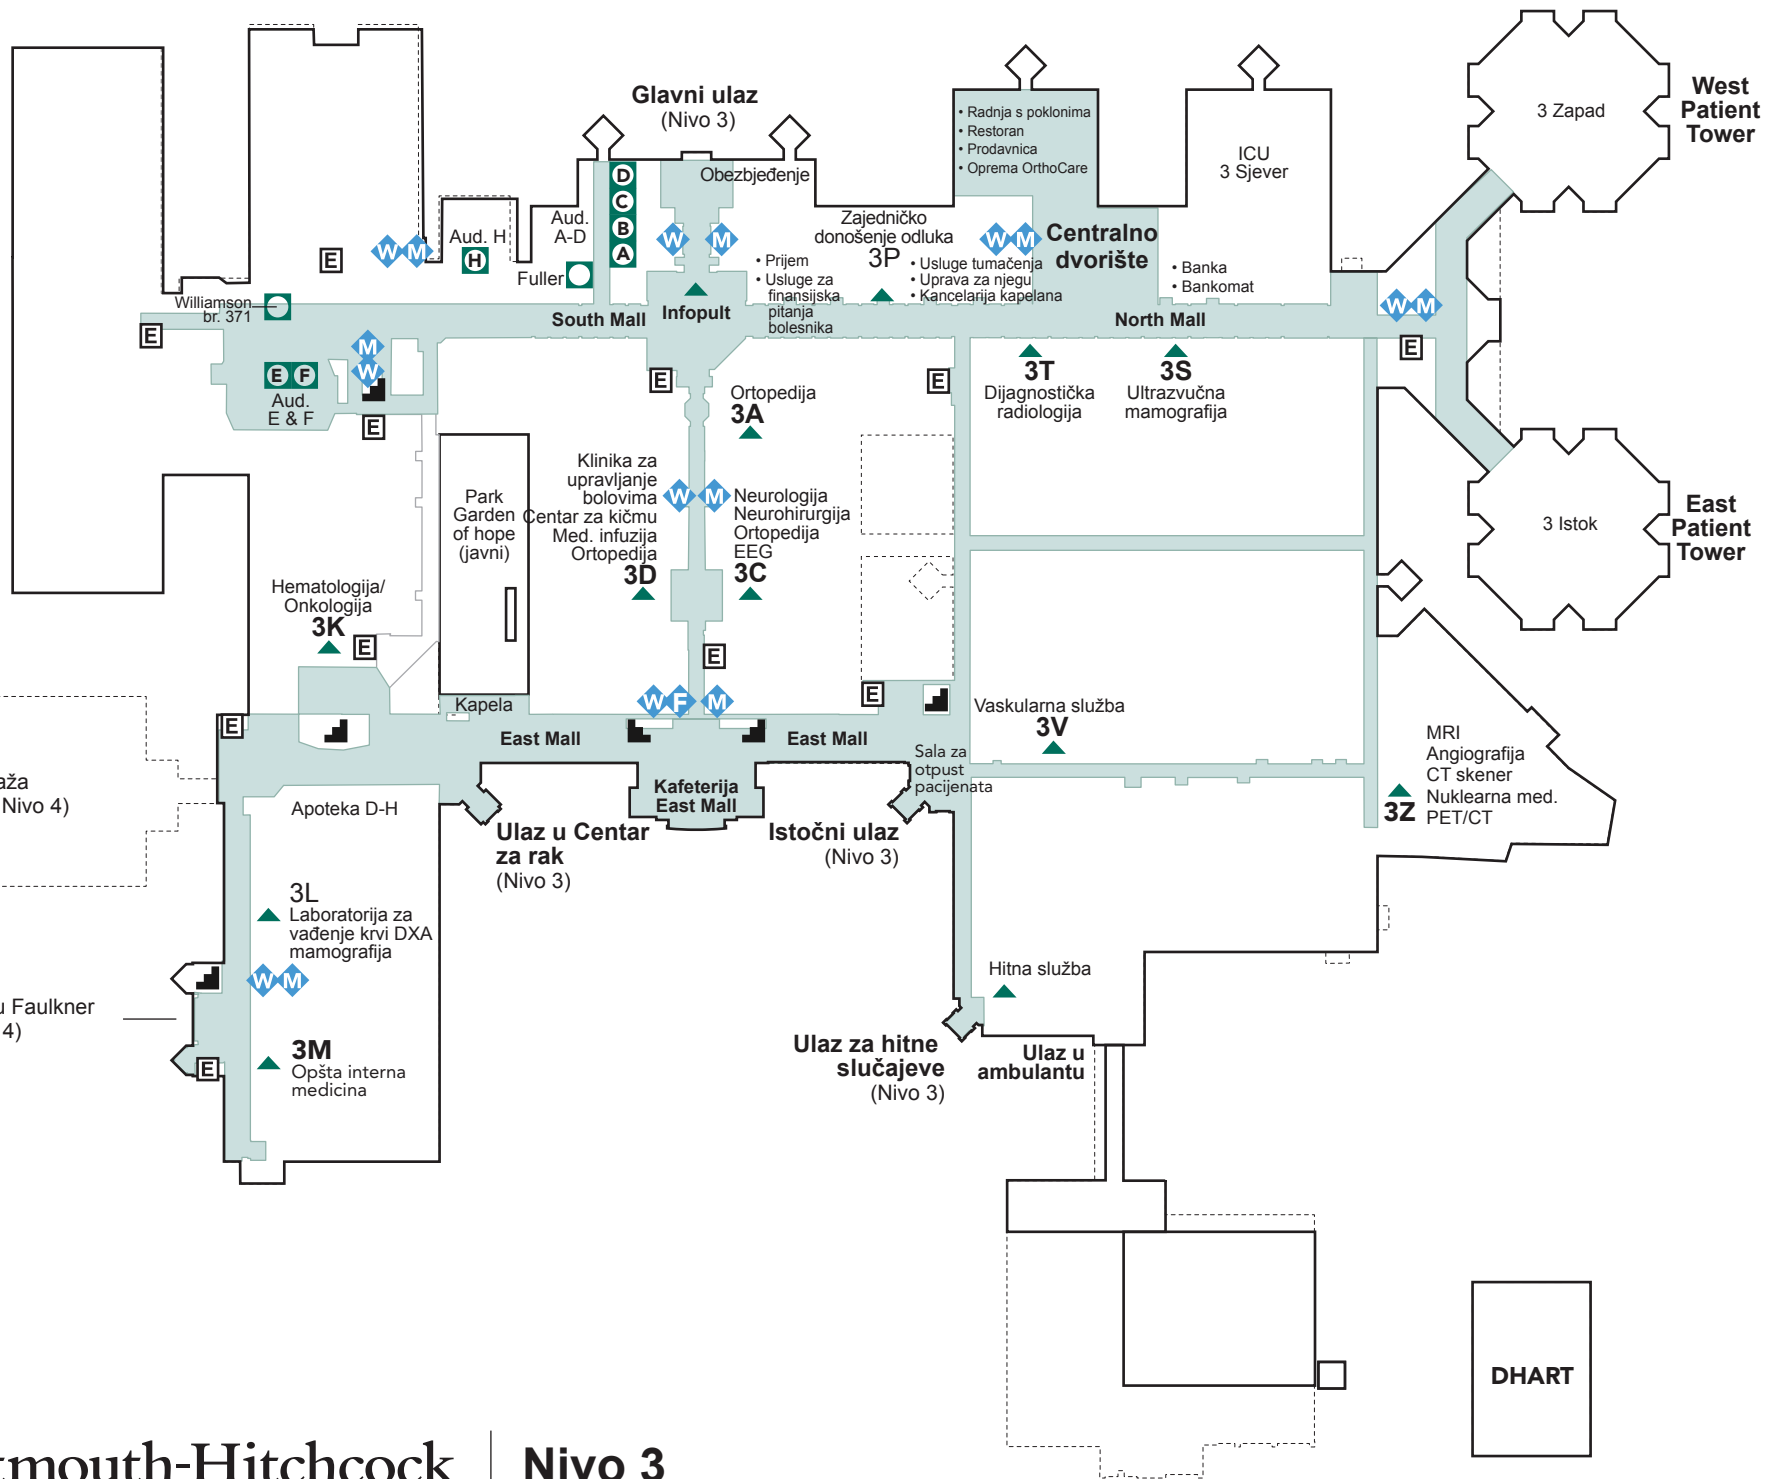 Glavni ulaz
(Nivo 3)
• Radnja s poklonima
• Restoran
• Prodavnica
• Oprema OrthoCare
ICU
3 Sjever
3 Zapad
West
Patient
Tower
D
C
B
A
Obezbjeđenje
Aud.
A-D
Aud. H
H
Fuller
E
W M
W M
Zajedničko
donošenje odluka
3P
W M
Centralno
dvorište
• Prijem
• Usluge za
finansijska
pitanja
bolesnika
• Usluge tumačenja
• Uprava za njegu
• Kancelarija kapelana
• Banka
• Bankomat
Williamson
br. 371
E
South Mall
Infopult
North Mall
W M
E
M
W
E F
Aud.
E & F
E
E
E
Ortopedija
3A
3T
Dijagnostička
radiologija
3S
Ultrazvučna
mamografija
Park
Garden
of hope
(javni)
Klinika za
upravljanje
bolovima
Centar za kičmu
Med. infuzija
Ortopedija
3D
W M
Neurologija
Neurohirurgija
Ortopedija
EEG
3C
3 Istok
East
Patient
Tower
Hematologija/
Onkologija
3K
E
E
W F M
E
Kapela
E
East Mall
East Mall
Vaskularna služba
3V
Sala za
otpust
pacijenata
Kafeterija
East Mall
MRI
Angiografija
CT skener
Nuklearna med.
PET/CT
3Z
aža
Nivo 4)
Apoteka D-H
Ulaz u Centar
za rak
(Nivo 3)
Istočni ulaz
(Nivo 3)
3L
Laboratorija za
vađenje krvi DXA
mamografija
W M
Hitna služba
u Faulkner
4)
E
3M
Opšta interna
medicina
Ulaz za hitne
slučajeve
(Nivo 3)
Ulaz u
ambulantu
DHART
tmouth-Hitchcock
Nivo 3